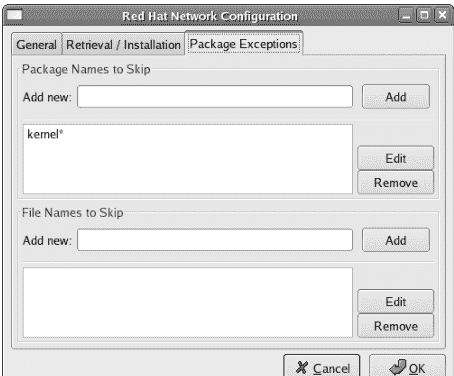 Red Hat Network Configuration
General Retrieval / Installation Package Exceptions
Package Names to Skip
Add new: Add
kernel*
Edit
Remove
File Names to Skip
Add new: Add
Edit
Remove
Cancel OK